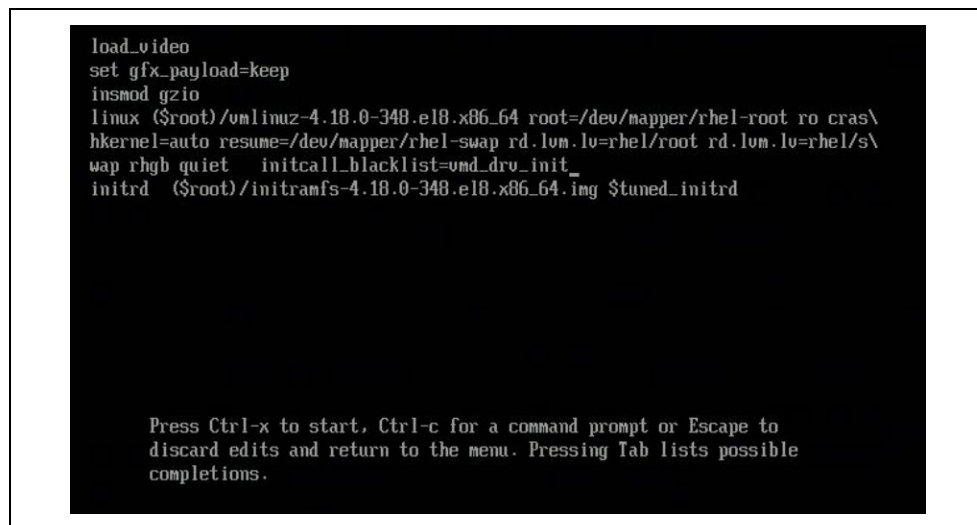 load_video
set gfx_payload=keep
insmod gzio
linux ($root)/vmlinuz-4.18.0-348.el8.x86_64 root=/dev/mapper/rhel-root ro cras\
hkernel=auto resume=/dev/mapper/rhel-swap rd.lvm.lv=rhel/root rd.lvm.lv=rhel/s\
wap rhgb quiet   initcall_blacklist=vmd_drv_init_
initrd  ($root)/initramfs-4.18.0-348.el8.x86_64.img $tuned_initrd
Press Ctrl-x to start, Ctrl-c for a command prompt or Escape to
discard edits and return to the menu. Pressing Tab lists possible
completions.